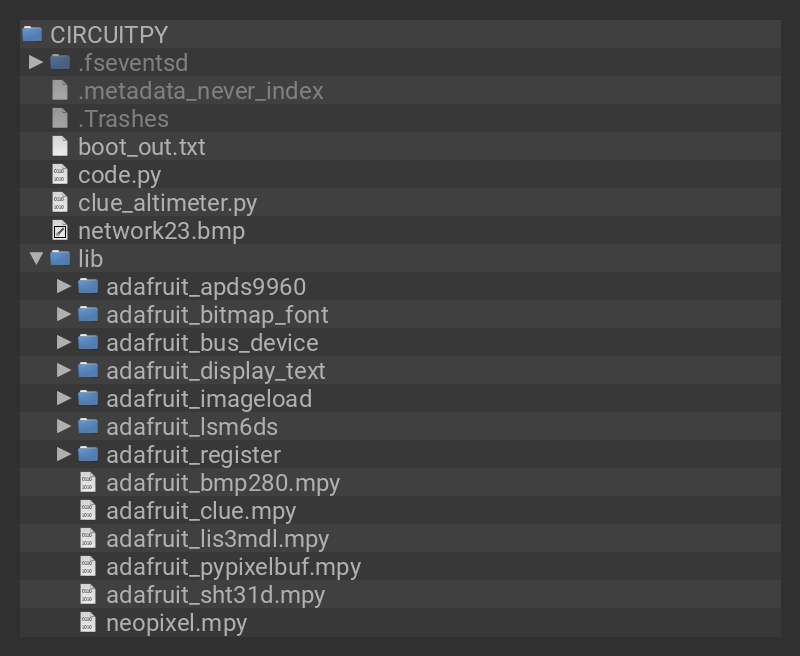 CIRCUITPY
.fseventsd
.metadata_never_index
.Trashes
boot_out.txt
code.py
clue_altimeter.py
network23.bmp
lib
adafruit_apds9960
adafruit_bitmap_font
adafruit_bus_device
adafruit_display_text
adafruit_imageload
adafruit_lsm6ds
adafruit_register
adafruit_bmp280.mpy
adafruit_clue.mpy
adafruit_lis3mdl.mpy
adafruit_pypixelbuf.mpy
adafruit_sht31d.mpy
neopixel.mpy